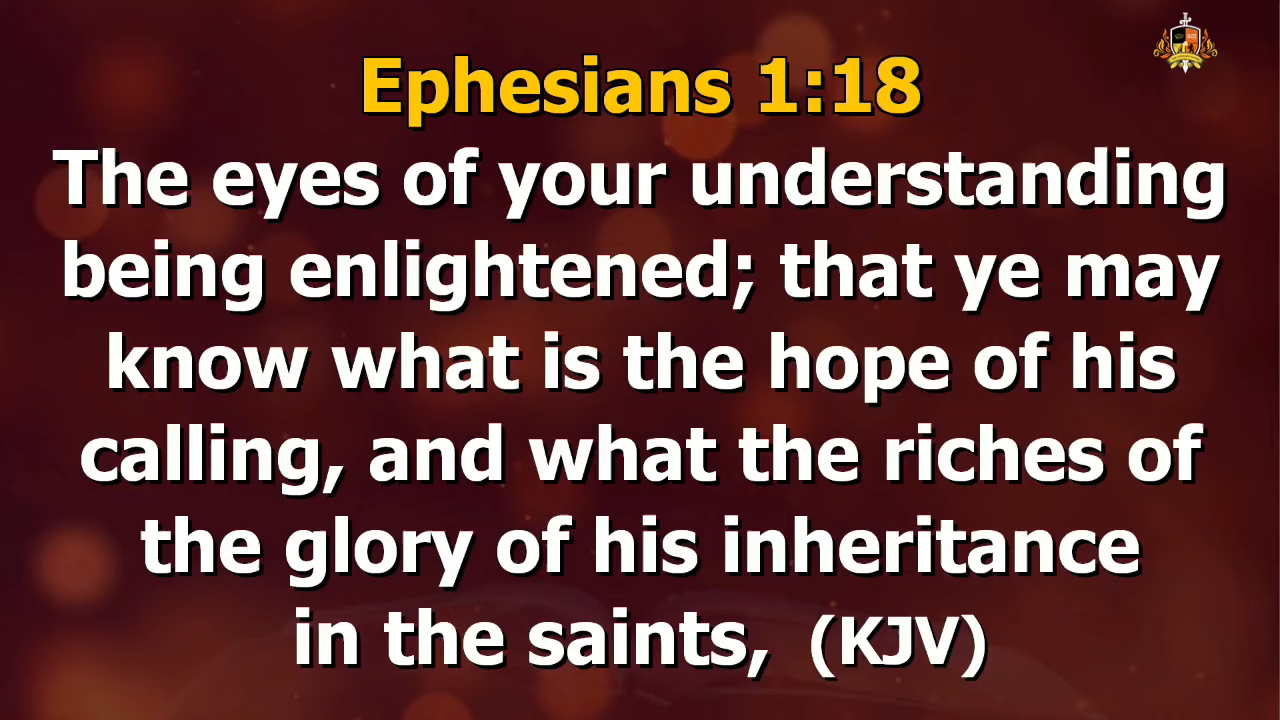 Ephesians 1:18
The eyes of your understanding
being enlightened; that ye may
know what is the hope of his
calling, and what the riches of
the glory of his inheritance
in the saints, (KJV)